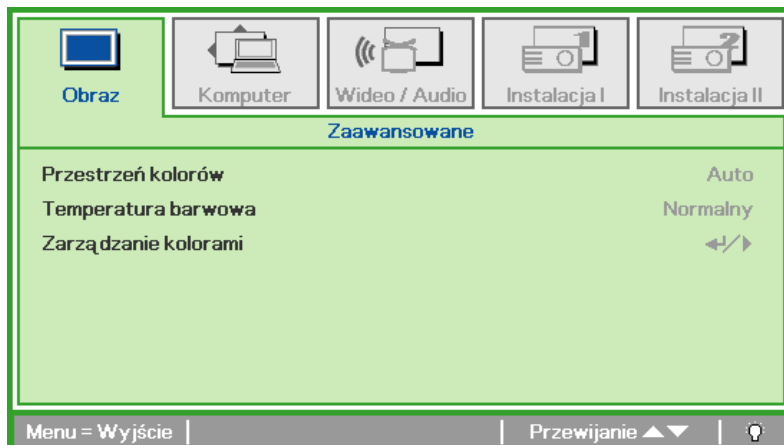 Obraz
Komputer
Wideo / Audio
Instalacja I
Instalacja II
Zaawansowane
Przestrzeń kolorów Auto
Temperatura barwowa Normalny
Zarządzanie kolorami
Menu = Wyjście | | Przewijanie ▲▼ |